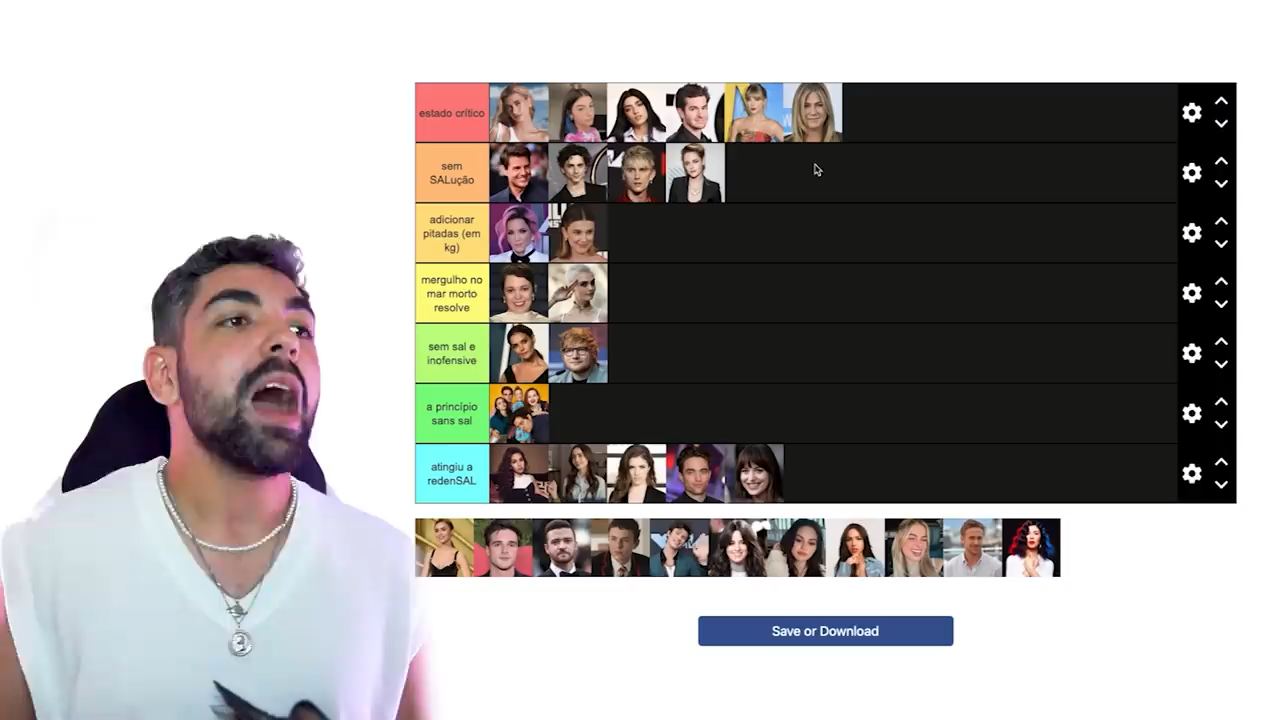 estado crítico
sem
SALução
adicionar
pitadas (em
kg)
mergulho no
mar morto
resolve
sem sal e
inofensive
a princípio
sans sal
atingiu a
redenSAL
Save or Download